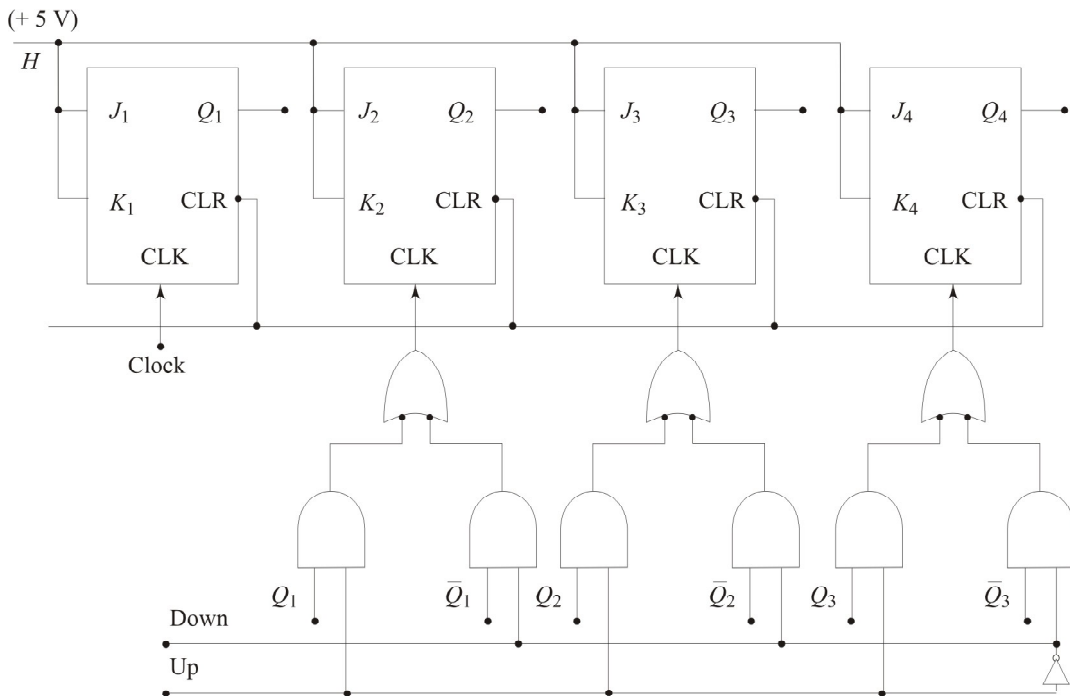 (+ 5 V)
H
J₁ Q₁ J₂ Q₂ J₃ Q₃ J₄ Q₄
K₁ CLR K₂ CLR K₃ CLR K₄ CLR
CLK CLK CLK CLK
Clock
Q₁ Q̅₁ Q₂ Q̅₂ Q₃ Q̅₃
Down
Up